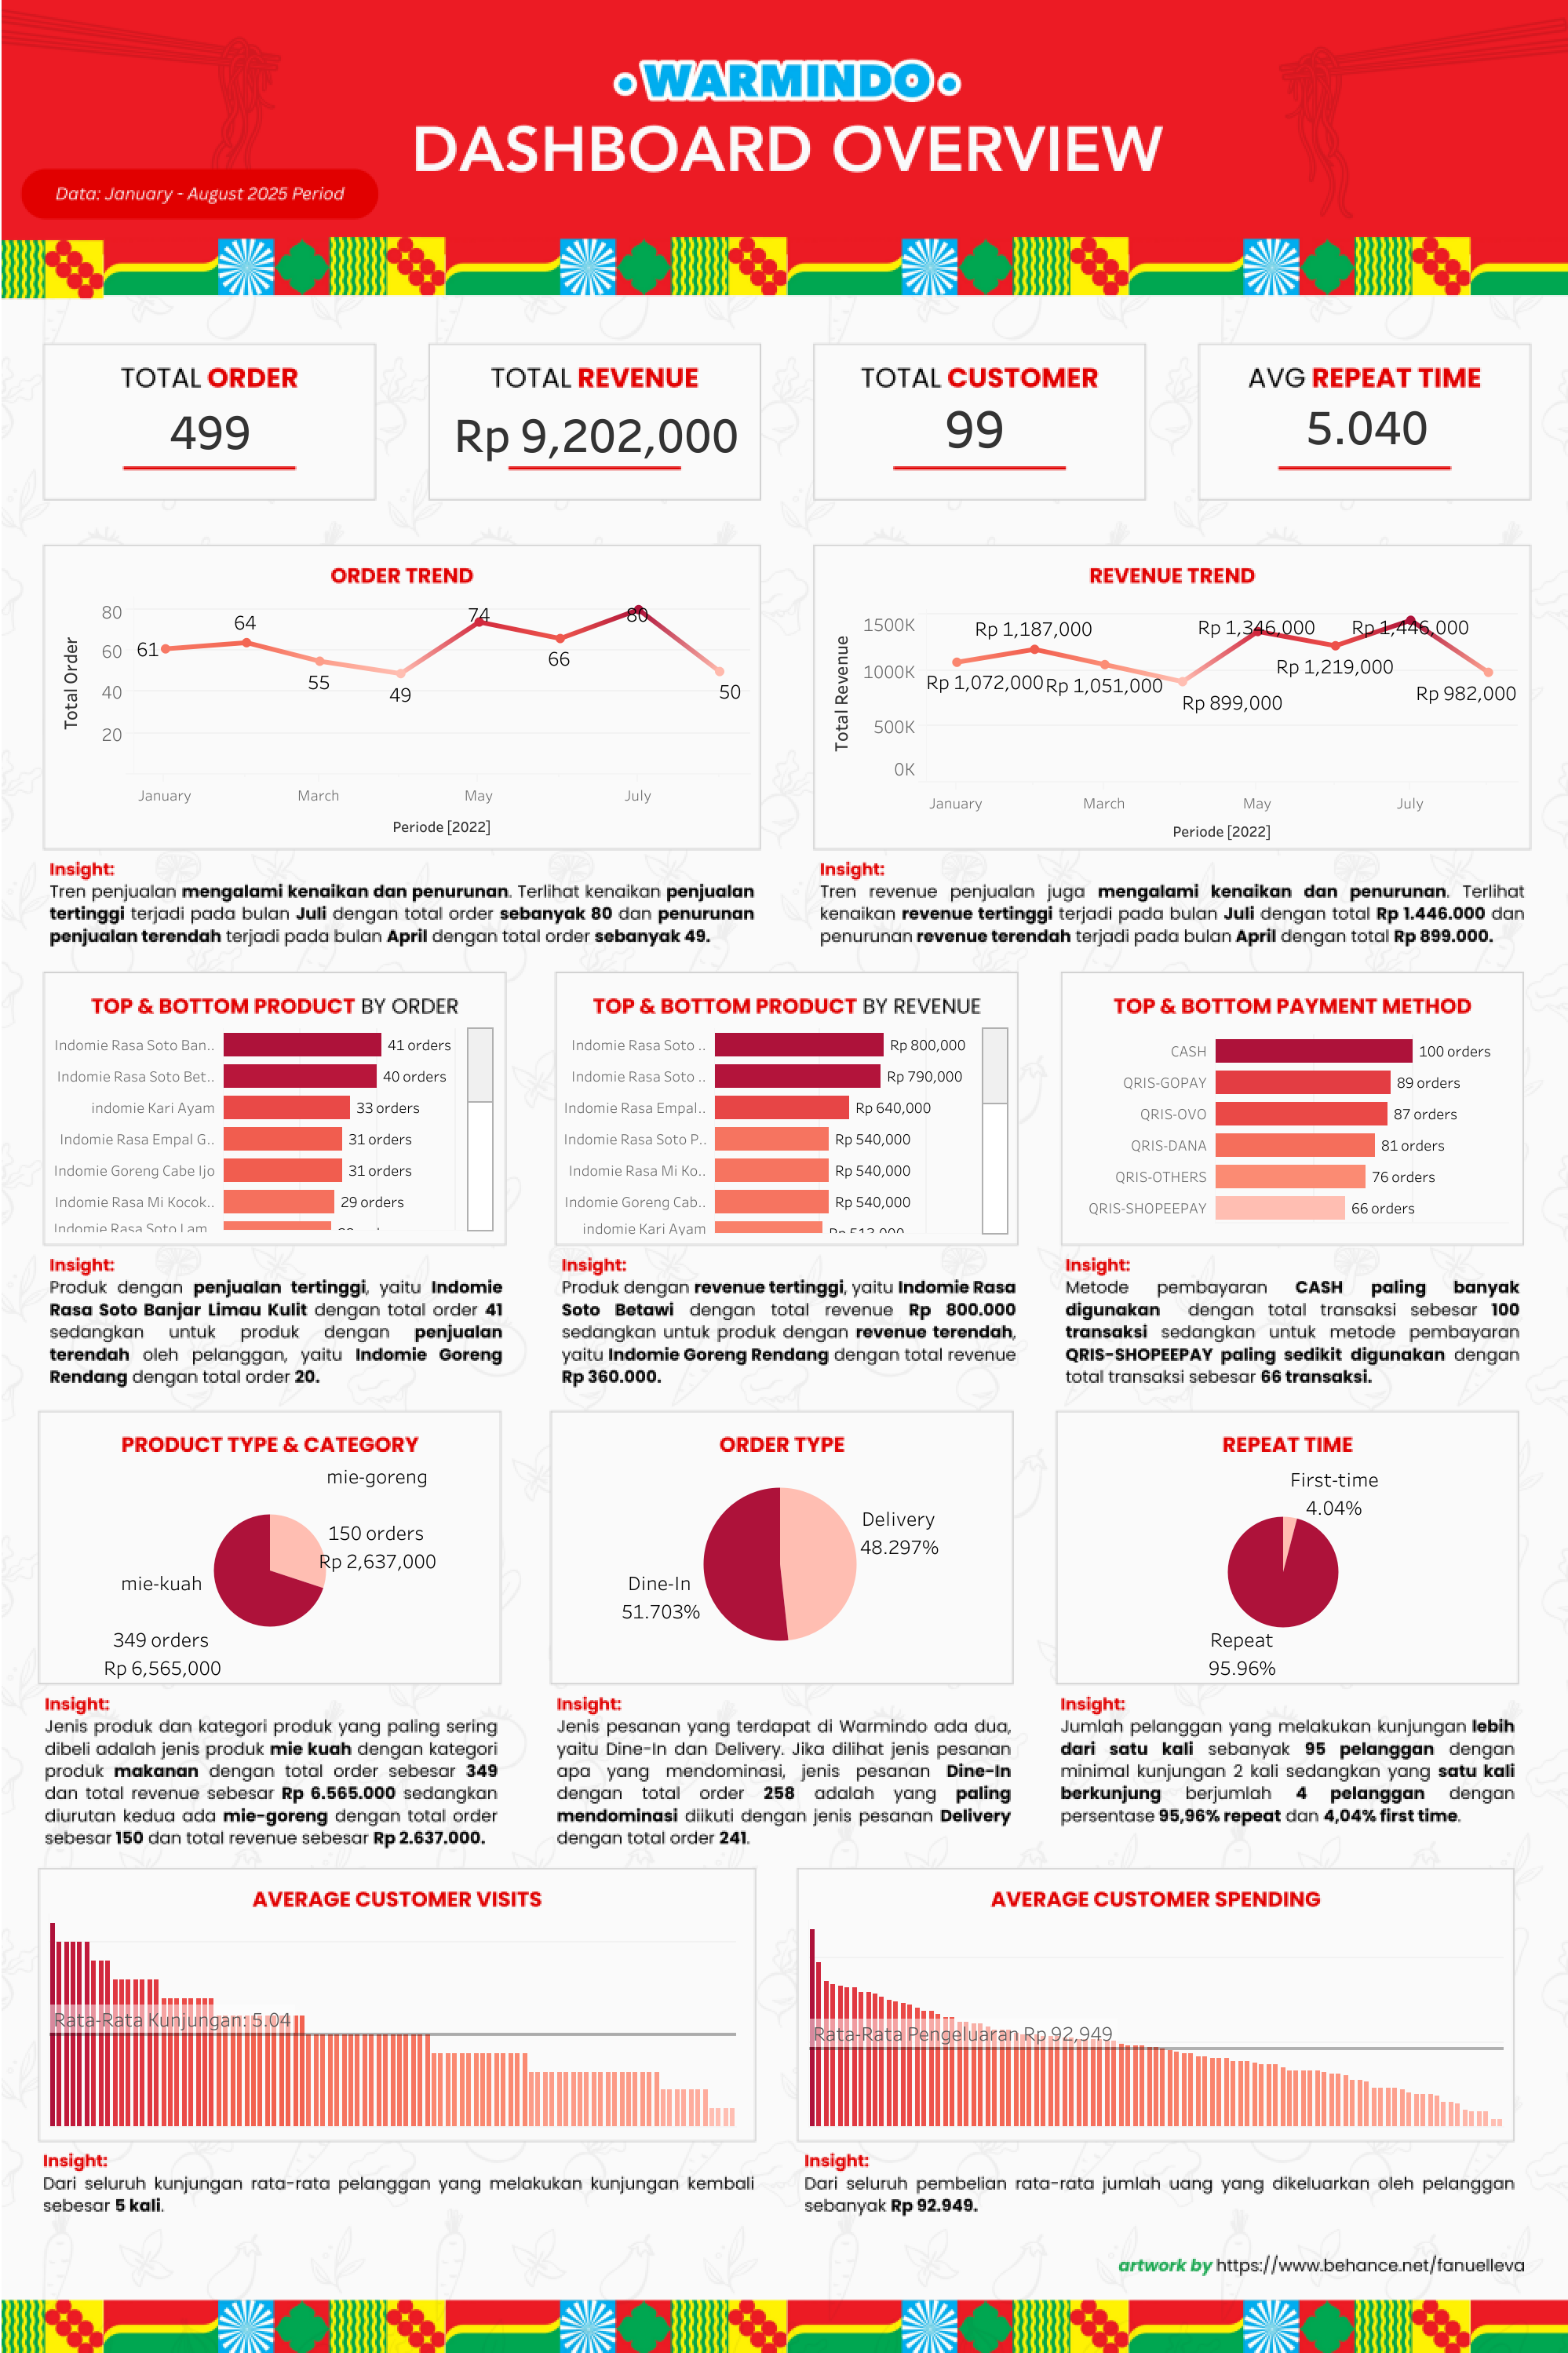 WARMINDO
DASHBOARD OVERVIEW
Data: January - August 2025 Period
TOTAL ORDER
499
TOTAL REVENUE
Rp 9,202,000
TOTAL CUSTOMER
99
AVG REPEAT TIME
5.040
ORDER TREND
Total Order
80
60
40
20
61
64
55
49
74
66
80
50
January
March
May
July
Periode [2022]
REVENUE TREND
Total Revenue
1500K
1000K
500K
0K
Rp 1,072,000
Rp 1,187,000
Rp 1,051,000
Rp 899,000
Rp 1,346,000
Rp 1,219,000
Rp 1,446,000
Rp 982,000
January
March
May
July
Periode [2022]
Insight:
Tren penjualan mengalami kenaikan dan penurunan. Terlihat kenaikan penjualan
tertinggi terjadi pada bulan Juli dengan total order sebanyak 80 dan penurunan
penjualan terendah terjadi pada bulan April dengan total order sebanyak 49.
Insight:
Tren revenue penjualan juga mengalami kenaikan dan penurunan. Terlihat
kenaikan revenue tertinggi terjadi pada bulan Juli dengan total Rp 1.446.000 dan
penurunan revenue terendah terjadi pada bulan April dengan total Rp 899.000.
TOP & BOTTOM PRODUCT BY ORDER
Indomie Rasa Soto Ban.. 41 orders
Indomie Rasa Soto Bet.. 40 orders
indomie Kari Ayam 33 orders
Indomie Rasa Empal G.. 31 orders
Indomie Goreng Cabe Ijo 31 orders
Indomie Rasa Mi Kocok.. 29 orders
Indomie Rasa Soto Lam..
TOP & BOTTOM PRODUCT BY REVENUE
Indomie Rasa Soto .. Rp 800,000
Indomie Rasa Soto .. Rp 790,000
Indomie Rasa Empal.. Rp 640,000
Indomie Rasa Soto P.. Rp 540,000
Indomie Rasa Mi Ko.. Rp 540,000
Indomie Goreng Cab.. Rp 540,000
indomie Kari Ayam Rp 513,000
TOP & BOTTOM PAYMENT METHOD
CASH 100 orders
QRIS-GOPAY 89 orders
QRIS-OVO 87 orders
QRIS-DANA 81 orders
QRIS-OTHERS 76 orders
QRIS-SHOPEEPAY 66 orders
Insight:
Produk dengan penjualan tertinggi, yaitu Indomie
Rasa Soto Banjar Limau Kulit dengan total order 41
sedangkan untuk produk dengan penjualan
terendah oleh pelanggan, yaitu Indomie Goreng
Rendang dengan total order 20.
Insight:
Produk dengan revenue tertinggi, yaitu Indomie Rasa
Soto Betawi dengan total revenue Rp 800.000
sedangkan untuk produk dengan revenue terendah,
yaitu Indomie Goreng Rendang dengan total revenue
Rp 360.000.
Insight:
Metode pembayaran CASH paling banyak
digunakan dengan total transaksi sebesar 100
transaksi sedangkan untuk metode pembayaran
QRIS-SHOPEEPAY paling sedikit digunakan dengan
total transaksi sebesar 66 transaksi.
PRODUCT TYPE & CATEGORY
mie-goreng
150 orders
Rp 2,637,000
mie-kuah
349 orders
Rp 6,565,000
ORDER TYPE
Delivery
48.297%
Dine-In
51.703%
REPEAT TIME
First-time
4.04%
Repeat
95.96%
Insight:
Jenis produk dan kategori produk yang paling sering
dibeli adalah jenis produk mie kuah dengan kategori
produk makanan dengan total order sebesar 349
dan total revenue sebesar Rp 6.565.000 sedangkan
diurutan kedua ada mie-goreng dengan total order
sebesar 150 dan total revenue sebesar Rp 2.637.000.
Insight:
Jenis pesanan yang terdapat di Warmindo ada dua,
yaitu Dine-In dan Delivery. Jika dilihat jenis pesanan
apa yang mendominasi, jenis pesanan Dine-In
dengan total order 258 adalah yang paling
mendominasi diikuti dengan jenis pesanan Delivery
dengan total order 241.
Insight:
Jumlah pelanggan yang melakukan kunjungan lebih
dari satu kali sebanyak 95 pelanggan dengan
minimal kunjungan 2 kali sedangkan yang satu kali
berkunjung berjumlah 4 pelanggan dengan
persentase 95,96% repeat dan 4,04% first time.
AVERAGE CUSTOMER VISITS
Rata-Rata Kunjungan: 5.04
AVERAGE CUSTOMER SPENDING
Rata-Rata Pengeluaran Rp 92,949
Insight:
Dari seluruh kunjungan rata-rata pelanggan yang melakukan kunjungan kembali
sebesar 5 kali.
Insight:
Dari seluruh pembelian rata-rata jumlah uang yang dikeluarkan oleh pelanggan
sebanyak Rp 92.949.
artwork by https://www.behance.net/fanuelleva